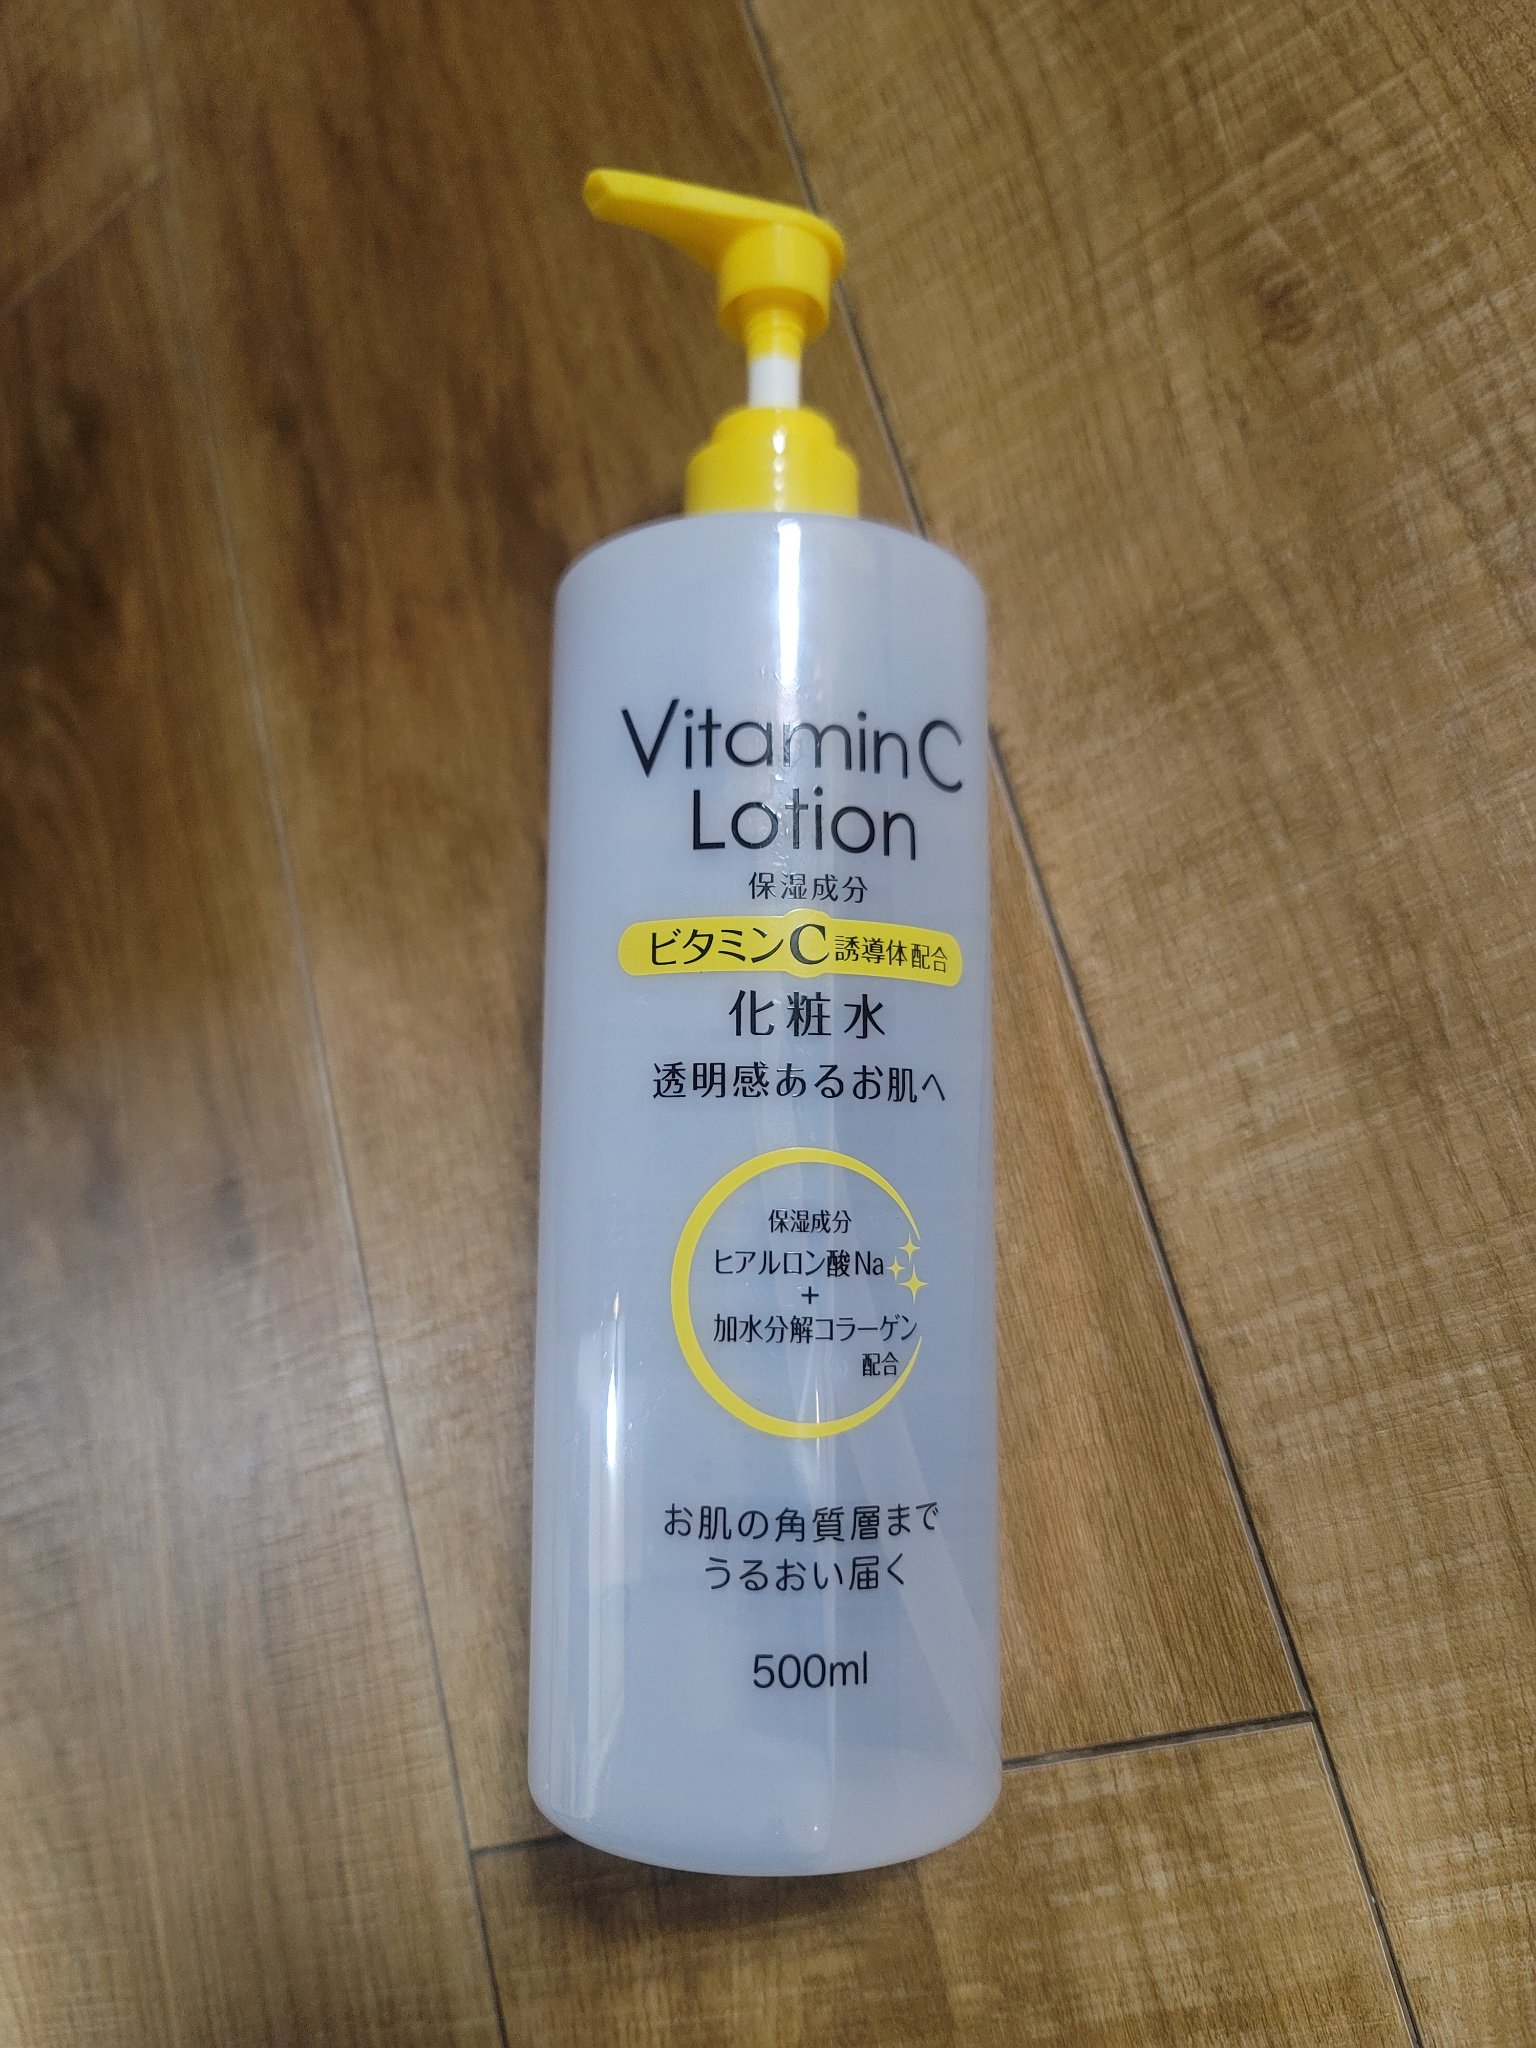 Vitamin C
Lotion
保湿成分
ビタミンC誘導体配合
化粧水
透明感あるお肌へ
保湿成分
ヒアルロン酸Na
+
加水分解コラーゲン
配合
お肌の角質層まで
うるおい届く
500ml